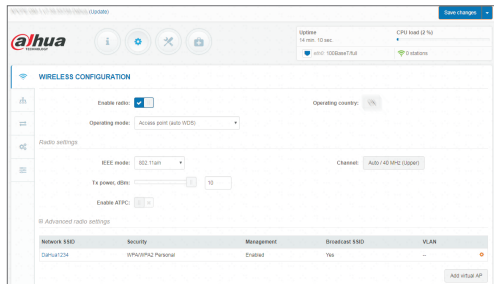 (Update)
Save changes
alhua
TECHNOLOGY
Uptime
14 min. 10 sec.
CPU load (2 %)
eth0: 100BaseT/full
0 stations
WIRELESS CONFIGURATION
Enable radio:
Operating country:
Operating mode: Access point (auto WDS)
Radio settings
IEEE mode: 802.11an
Channel: Auto / 40 MHz (Upper)
Tx power, dBm: 10
Enable ATPC:
Advanced radio settings
Network SSID Security Management Broadcast SSID VLAN
DaHua1234 WPA/WPA2 Personal Enabled Yes --
Add virtual AP